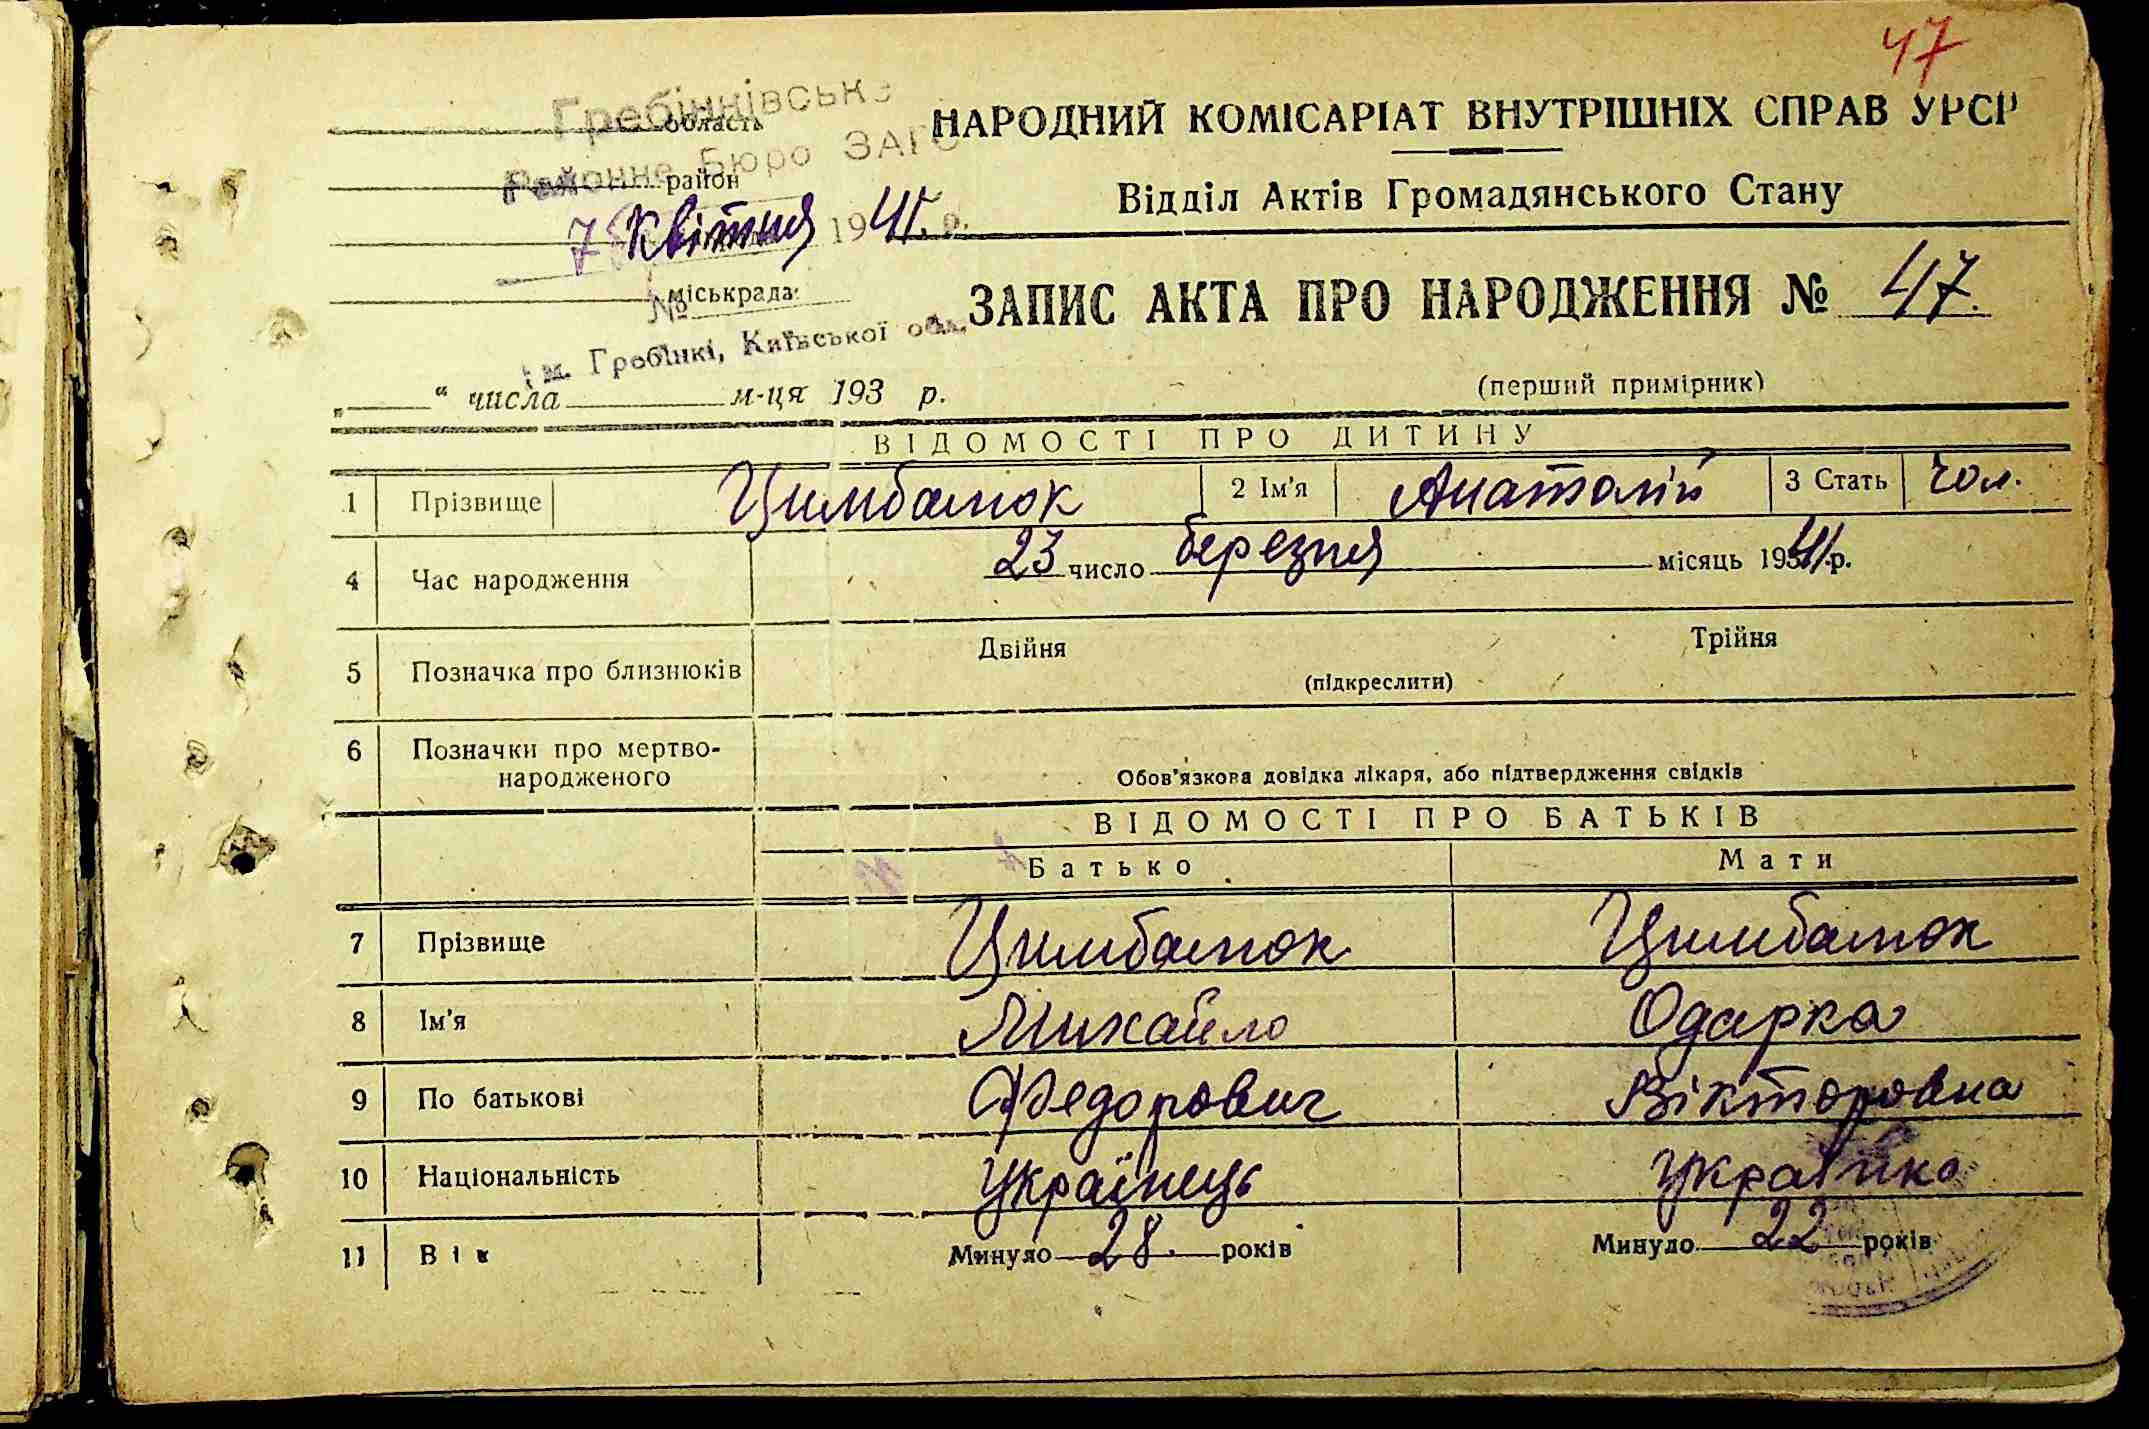 47
Гребінківське
область
НАРОДНИЙ КОМІСАРІАТ ВНУТРІШНІХ СПРАВ УРСР
Районне Бюро ЗАГС
район
Відділ Актів Громадянського Стану
7 Квітня 1941 р.
міськрада
№
ЗАПИС АКТА ПРО НАРОДЖЕННЯ № 47.
м. Гребінкі, Київської обл.
„ “ числа м-ця 193 р.
(перший примірник)
ВІДОМОСТІ ПРО ДИТИНУ
1 Прізвище Цимбалюк 2 Ім'я Анатолій 3 Стать Чол.
4 Час народження 23 число березня місяць 1941 р.
5 Позначка про близнюків Двійня Трійня
(підкреслити)
6 Позначки про мертво-
народженого
Обов'язкова довідка лікаря, або підтвердження свідків
ВІДОМОСТІ ПРО БАТЬКІВ
Батько Мати
7 Прізвище Цимбалюк Цимбалюк
8 Ім'я Михайло Одарка
9 По батькові Федорович Вікторовна
10 Національність Українець Українка
11 Вік Минуло 28. років Минуло 22 років